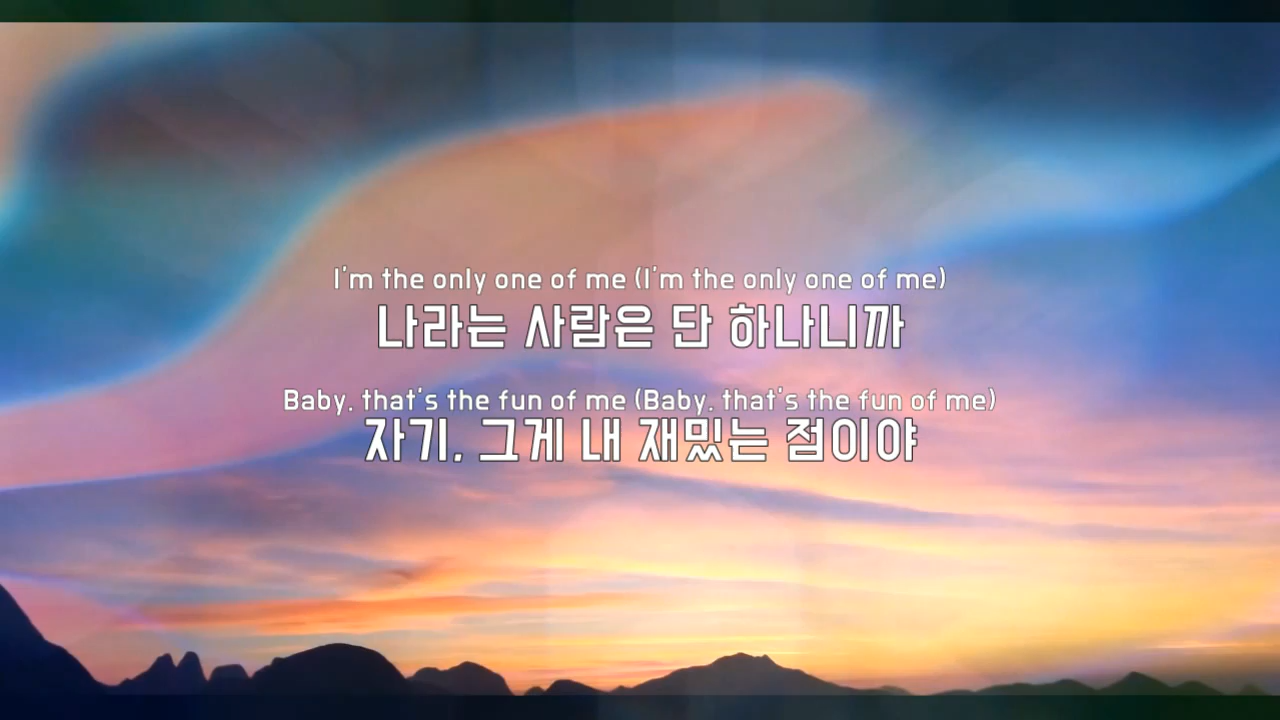 I'm the only one of me (I'm the only one of me)
나라는 사람은 단 하나니까
Baby, that's the fun of me (Baby, that's the fun of me)
자기, 그게 내 재밌는 점이야